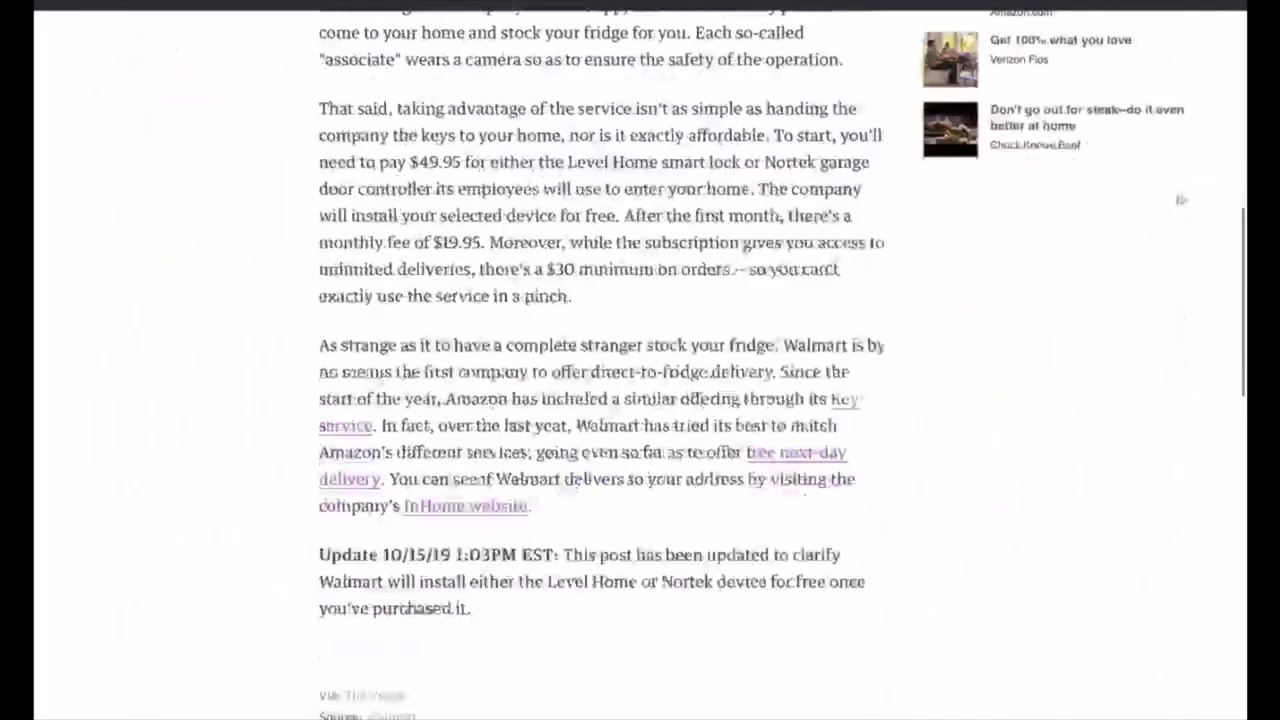 come to your home and stock your fridge for you. Each so-called
"associate" wears a camera so as to ensure the safety of the operation.
That said, taking advantage of the service isn't as simple as handing the
company the keys to your home, nor is it exactly affordable. To start, you'll
need to pay $49.95 for either the Level Home smart lock or Nortek garage
door controller its employees will use to enter your home. The company
will install your selected device for free. After the first month, there's a
monthly fee of $19.95. Moreover, while the subscription gives you access to
unlimited deliveries, there's a $30 minimum on orders -- so you can't
exactly use the service in a pinch.
As strange as it to have a complete stranger stock your fridge, Walmart is by
no means the first company to offer direct-to-fridge delivery. Since the
start of the year, Amazon has included a similar offering through its Key
service. In fact, over the last year, Walmart has tried its best to match
Amazon's different services, going even so far as to offer free next-day
delivery. You can see if Walmart delivers to your address by visiting the
company's InHome website.
Update 10/15/19 1:03PM EST: This post has been updated to clarify
Walmart will install either the Level Home or Nortek device for free once
you've purchased it.
Via: The Verge
Source: Walmart
Amazon.com
Get 100% what you love
Verizon Fios
Don't go out for steak–do it even
better at home